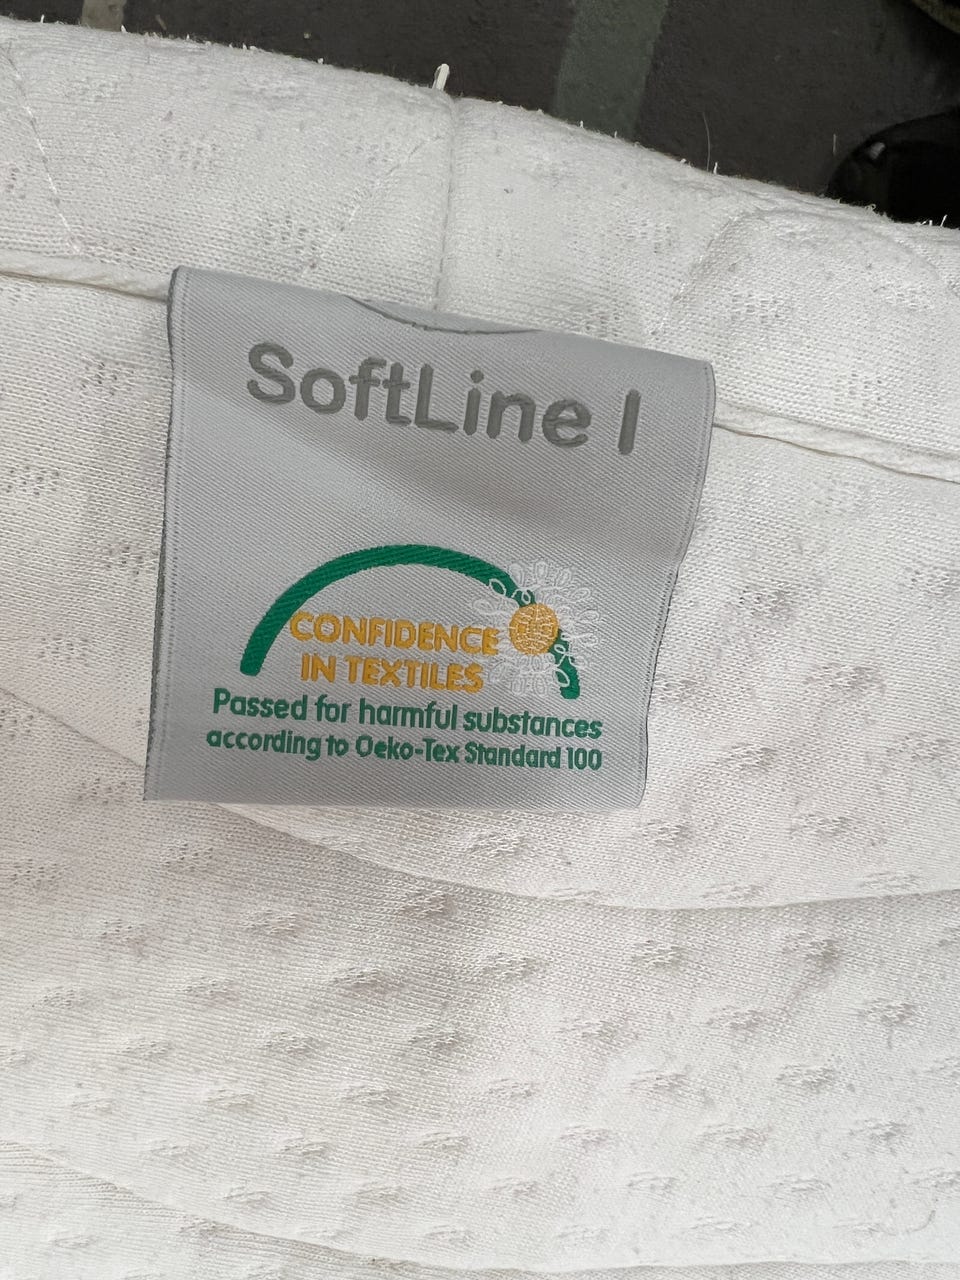 SoftLine I
CONFIDENCE
IN TEXTILES
Passed for harmful substances
according to Oeko-Tex Standard 100